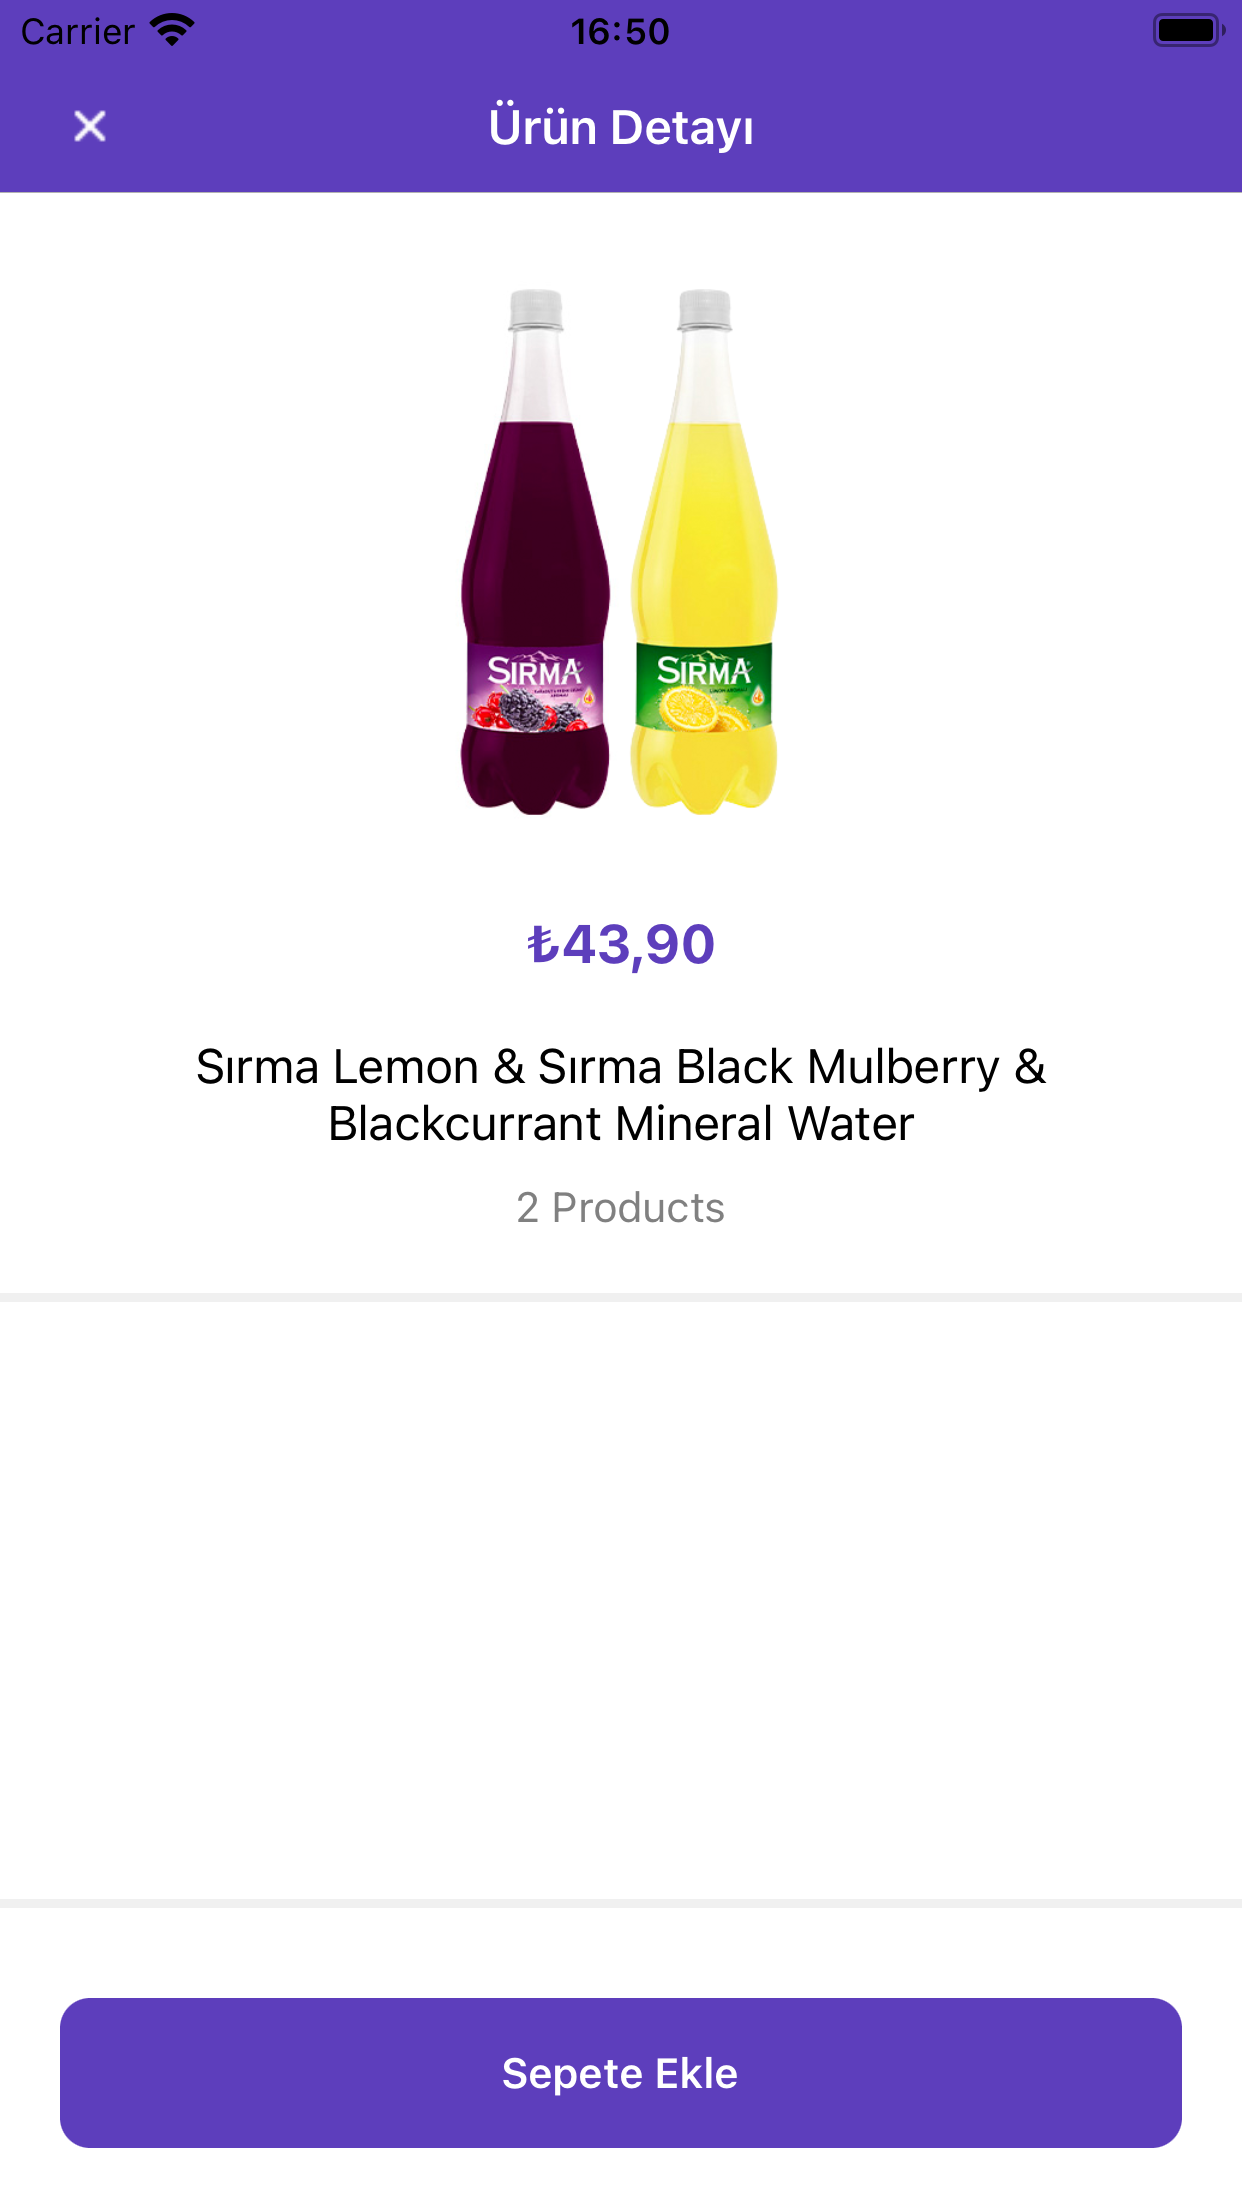 Carrier 16:50
Ürün Detayı
SIRMA SIRMA
₺43,90
Sırma Lemon & Sırma Black Mulberry &
Blackcurrant Mineral Water
2 Products
Sepete Ekle